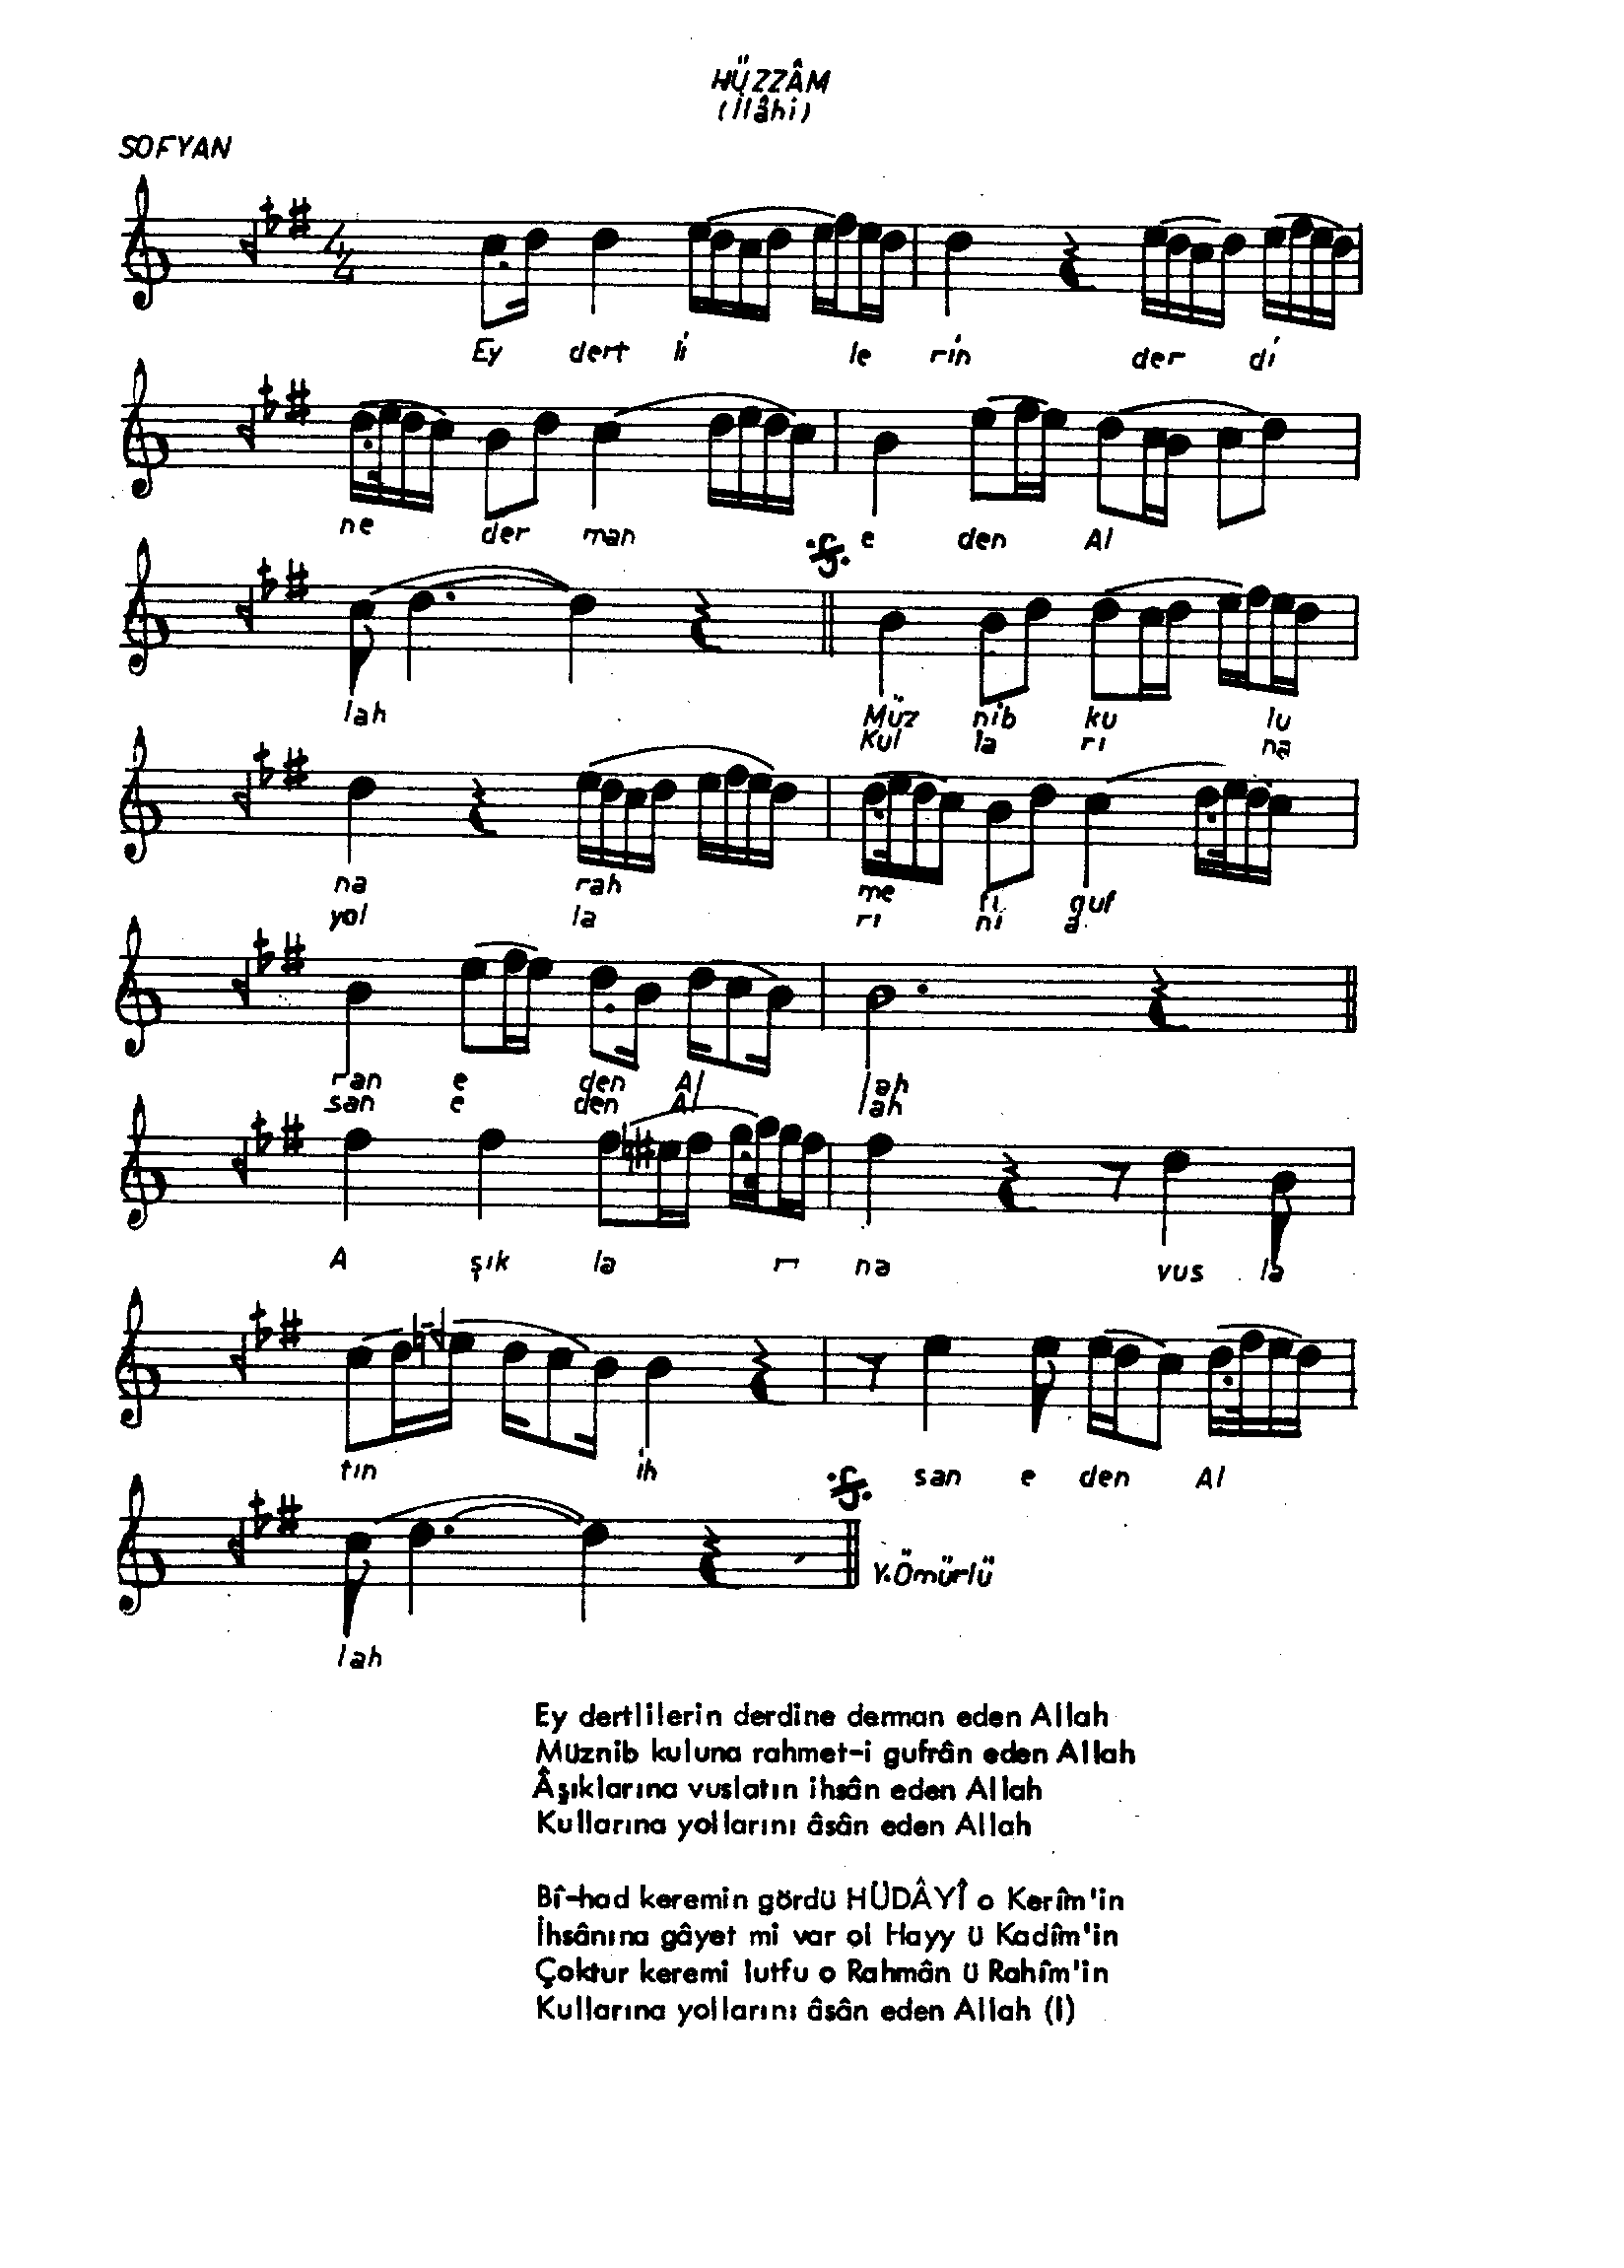 HÜZZÂM
(İlâhi)
SOFYAN
4
4
Ey dert li le rin der di
ne der man e den Al
lah Müz nib ku lu
Kul la rı na
na rah me ti guf
yol la rı nı a
ran e den Al lah
san e den Al lah
A şık la rı na vus la
tın ih san e den Al
lah
Y.Ömürlü
Ey dertlilerin derdine derman eden Allah
Müznib kuluna rahmet-i gufrân eden Allah
Âşıklarına vuslatın ihsân eden Allah
Kullarına yollarını âsân eden Allah
Bî-had keremin gördü HÜDÂYÎ o Kerîm'in
İhsânına gâyet mi var ol Hayy ü Kadîm'in
Çoktur keremi lutfu o Rahmân ü Rahîm'in
Kullarına yollarını âsân eden Allah (I)